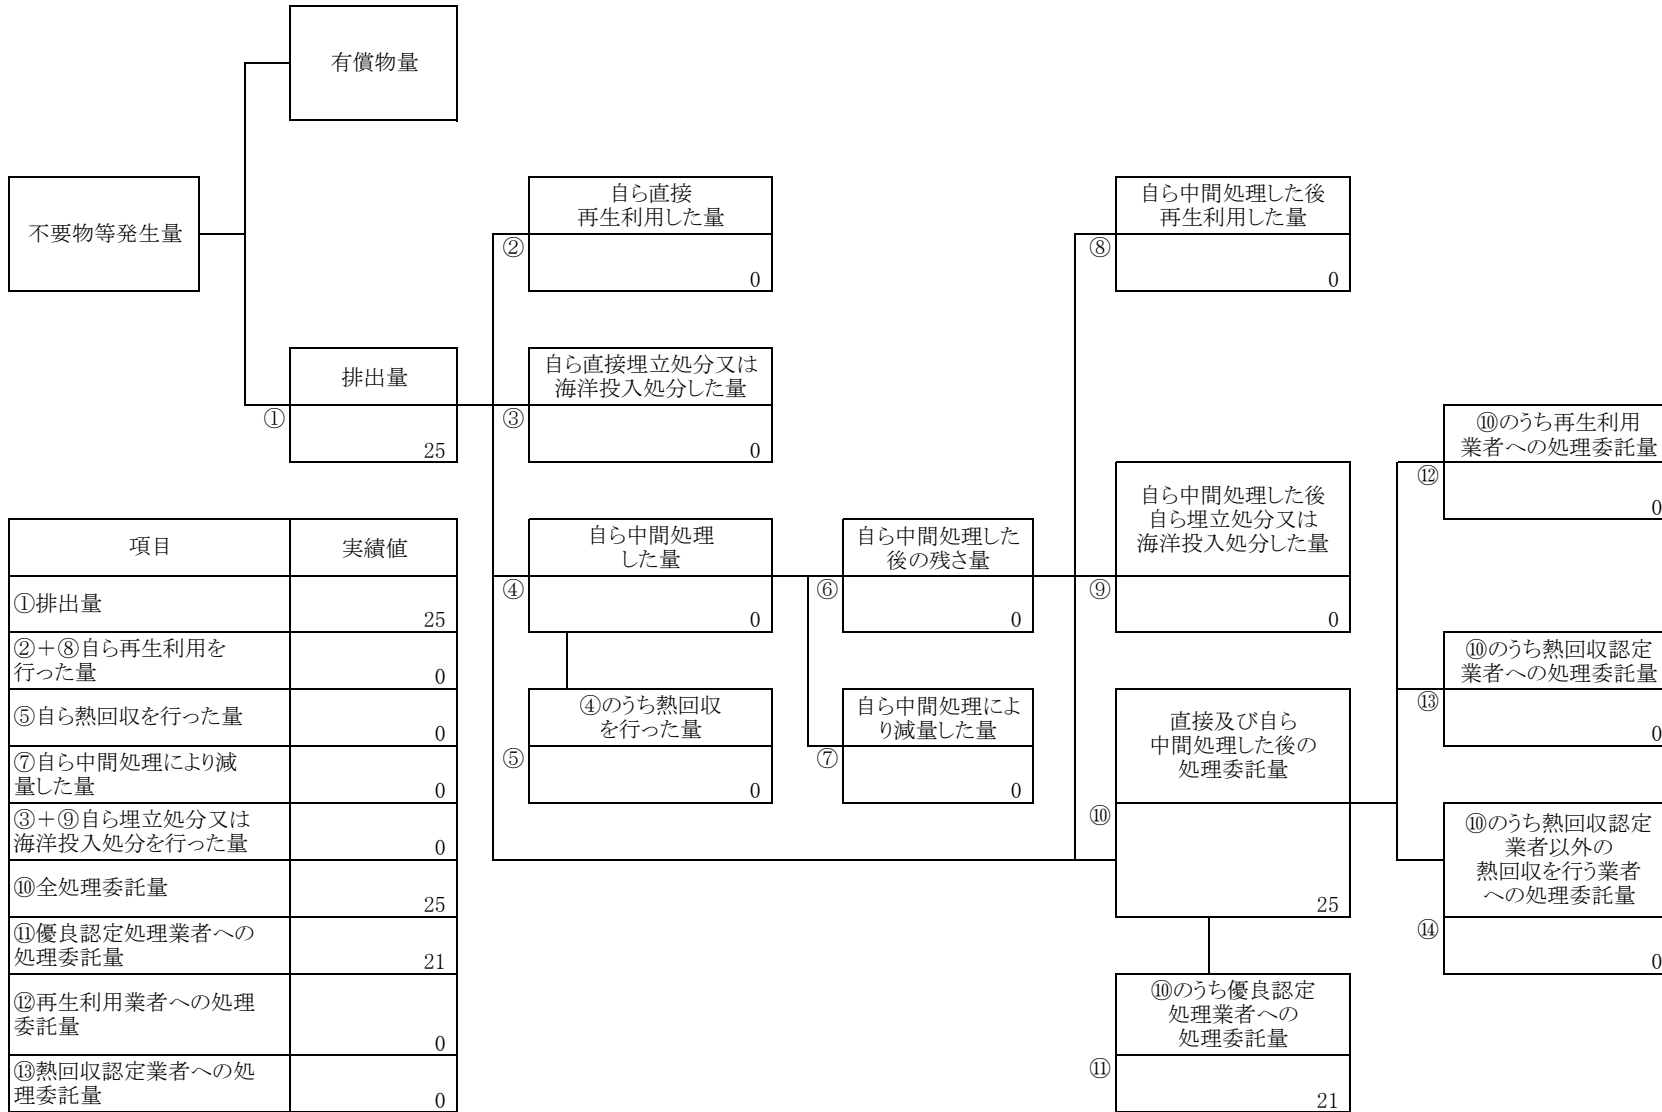 有償物量
不要物等発生量
自ら直接
再生利用した量
②
0
自ら中間処理した後
再生利用した量
⑧
0
排出量
①
25
自ら直接埋立処分又は
海洋投入処分した量
③
0
⑩のうち再生利用
業者への処理委託量
⑫
0
自ら中間処理
した量
④
0
自ら中間処理した
後の残さ量
⑥
0
自ら中間処理した後
自ら埋立処分又は
海洋投入処分した量
⑨
0
⑩のうち熱回収認定
業者への処理委託量
⑬
0
④のうち熱回収
を行った量
⑤
0
自ら中間処理によ
り減量した量
⑦
0
直接及び自ら
中間処理した後の
処理委託量
⑩
25
⑩のうち熱回収認定
業者以外の
熱回収を行う業者
への処理委託量
⑭
0
⑩のうち優良認定
処理業者への
処理委託量
⑪
21
項目
実績値
①排出量
25
②+⑧自ら再生利用を
行った量
0
⑤自ら熱回収を行った量
0
⑦自ら中間処理により減
量した量
0
③+⑨自ら埋立処分又は
海洋投入処分を行った量
0
⑩全処理委託量
25
⑪優良認定処理業者への
処理委託量
21
⑫再生利用業者への処理
委託量
0
⑬熱回収認定業者への処
理委託量
0